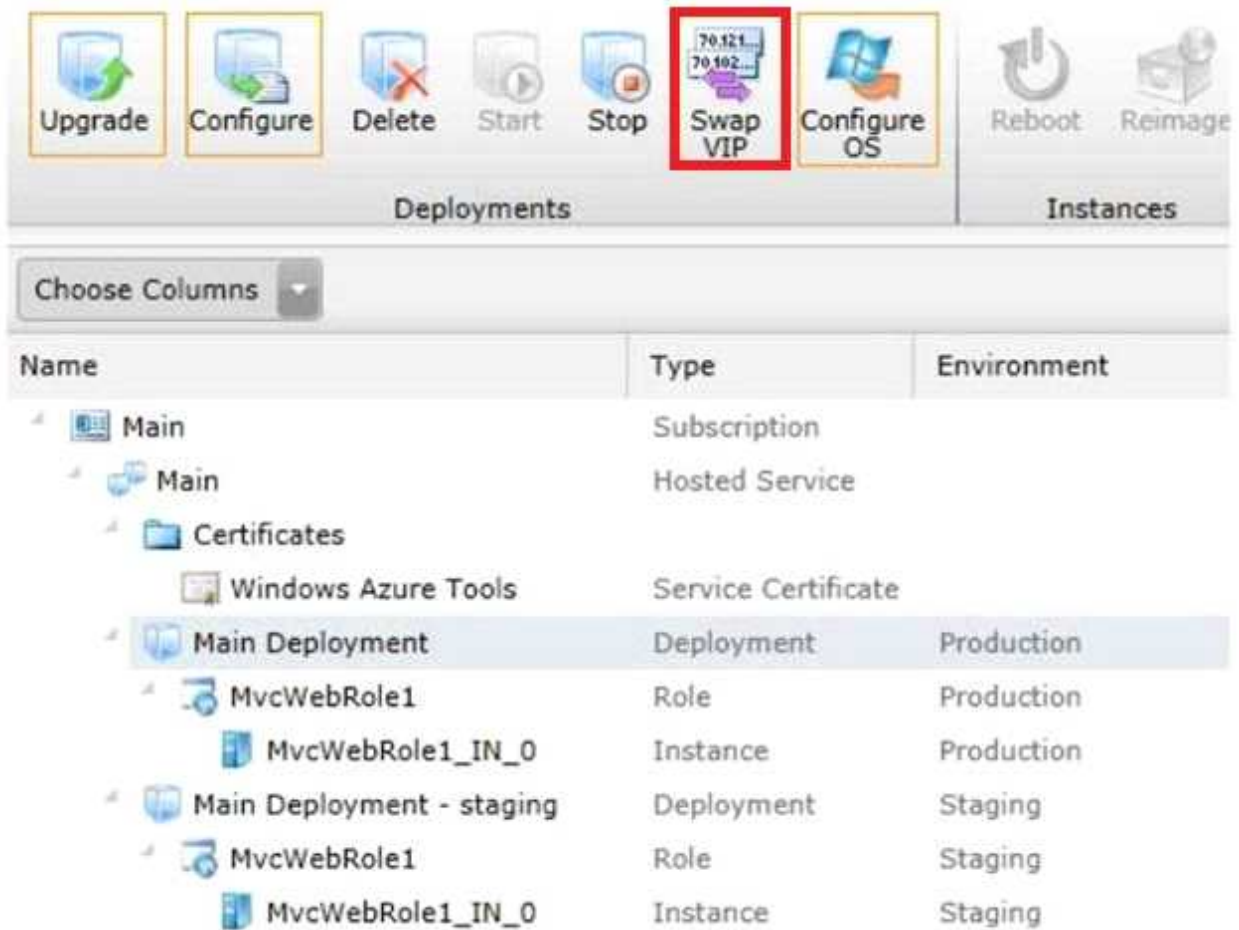 70.121...
70.102...
Upgrade Configure Delete Start Stop Swap VIP Configure OS Reboot Reimage
Deployments Instances
Choose Columns
Name Type Environment
Main Subscription
Main Hosted Service
Certificates
Windows Azure Tools Service Certificate
Main Deployment Deployment Production
MvcWebRole1 Role Production
MvcWebRole1_IN_0 Instance Production
Main Deployment - staging Deployment Staging
MvcWebRole1 Role Staging
MvcWebRole1_IN_0 Instance Staging